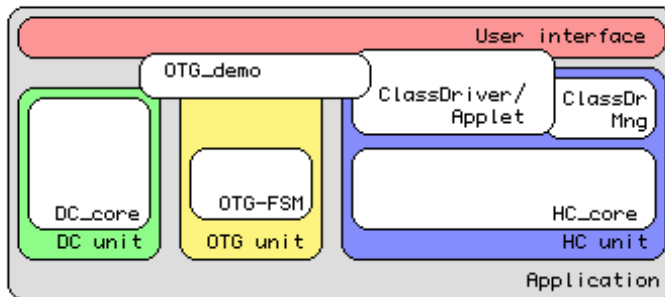 User interface
OTG_demo
ClassDriver/
Applet
ClassDr
Mng
DC_core
OTG-FSM
HC_core
DC unit
OTG unit
HC unit
Application